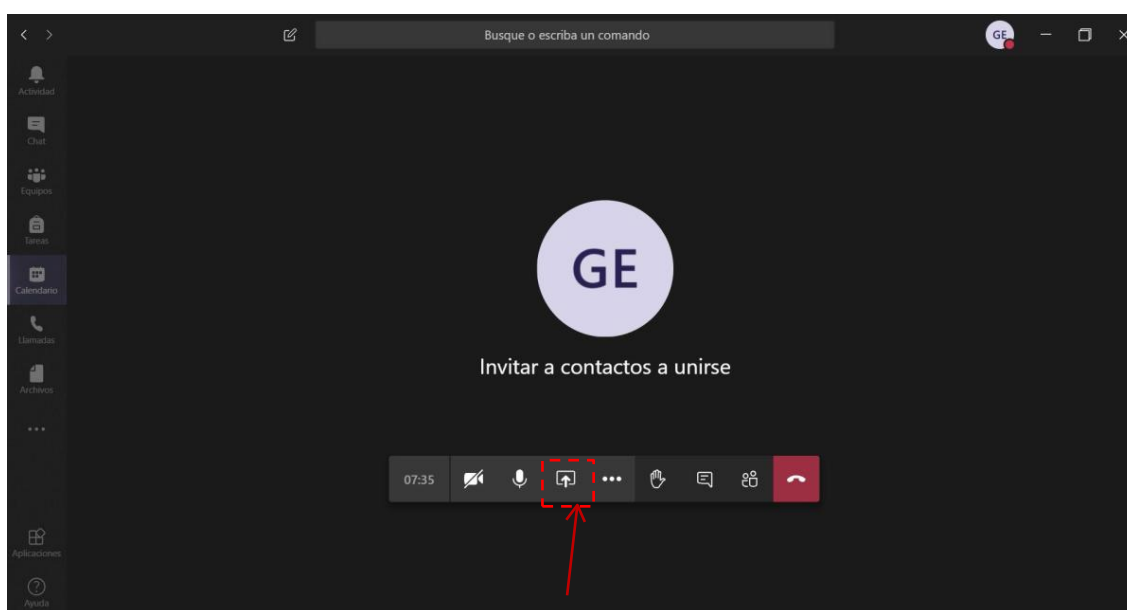 Busque o escriba un comando
GE
Actividad
Chat
Equipos
Tareas
Calendario
Llamadas
Archivos
Aplicaciones
Ayuda
GE
Invitar a contactos a unirse
07:35